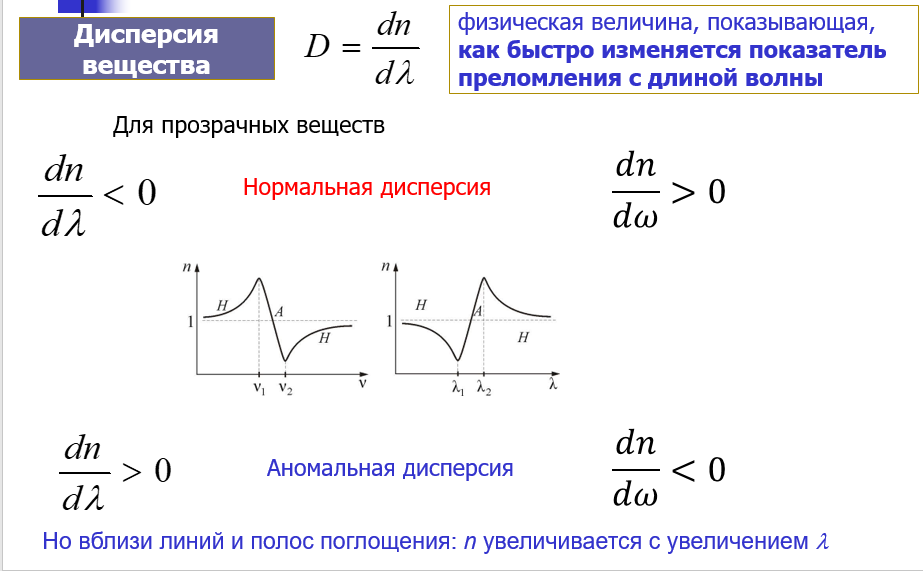 Дисперсия
вещества
D = dn/dλ
физическая величина, показывающая,
как быстро изменяется показатель
преломления с длиной волны
Для прозрачных веществ
dn/dλ < 0
Нормальная дисперсия
dn/dω > 0
n
H
A
1
H
ν₁ ν₂ ν
n
H
A
1
H
λ₁ λ₂ λ
dn/dλ > 0
Аномальная дисперсия
dn/dω < 0
Но вблизи линий и полос поглощения: n увеличивается с увеличением λ